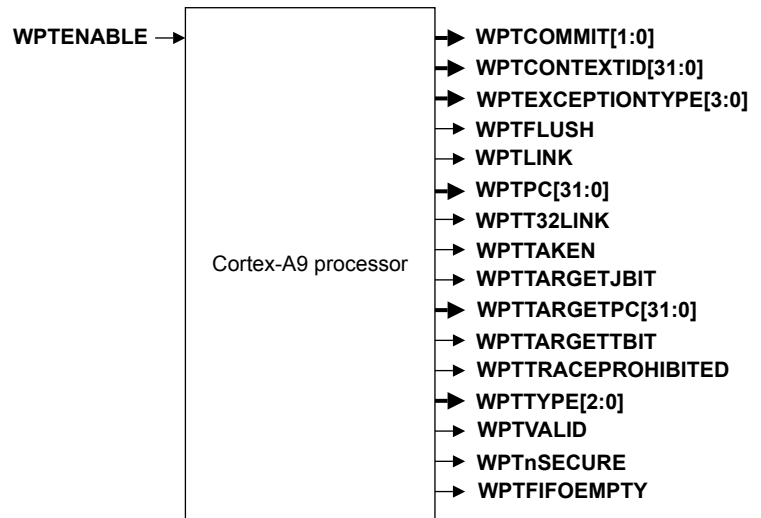 WPTENABLE
WPTCOMMIT[1:0]
WPTCONTEXTID[31:0]
WPTEXCEPTIONTYPE[3:0]
WPTFLUSH
WPTLINK
WPTPC[31:0]
WPTT32LINK
WPTTAKEN
Cortex-A9 processor
WPTTARGETJBIT
WPTTARGETPC[31:0]
WPTTARGETTBIT
WPTTRACEPROHIBITED
WPTTYPE[2:0]
WPTVALID
WPTnSECURE
WPTFIFOEMPTY